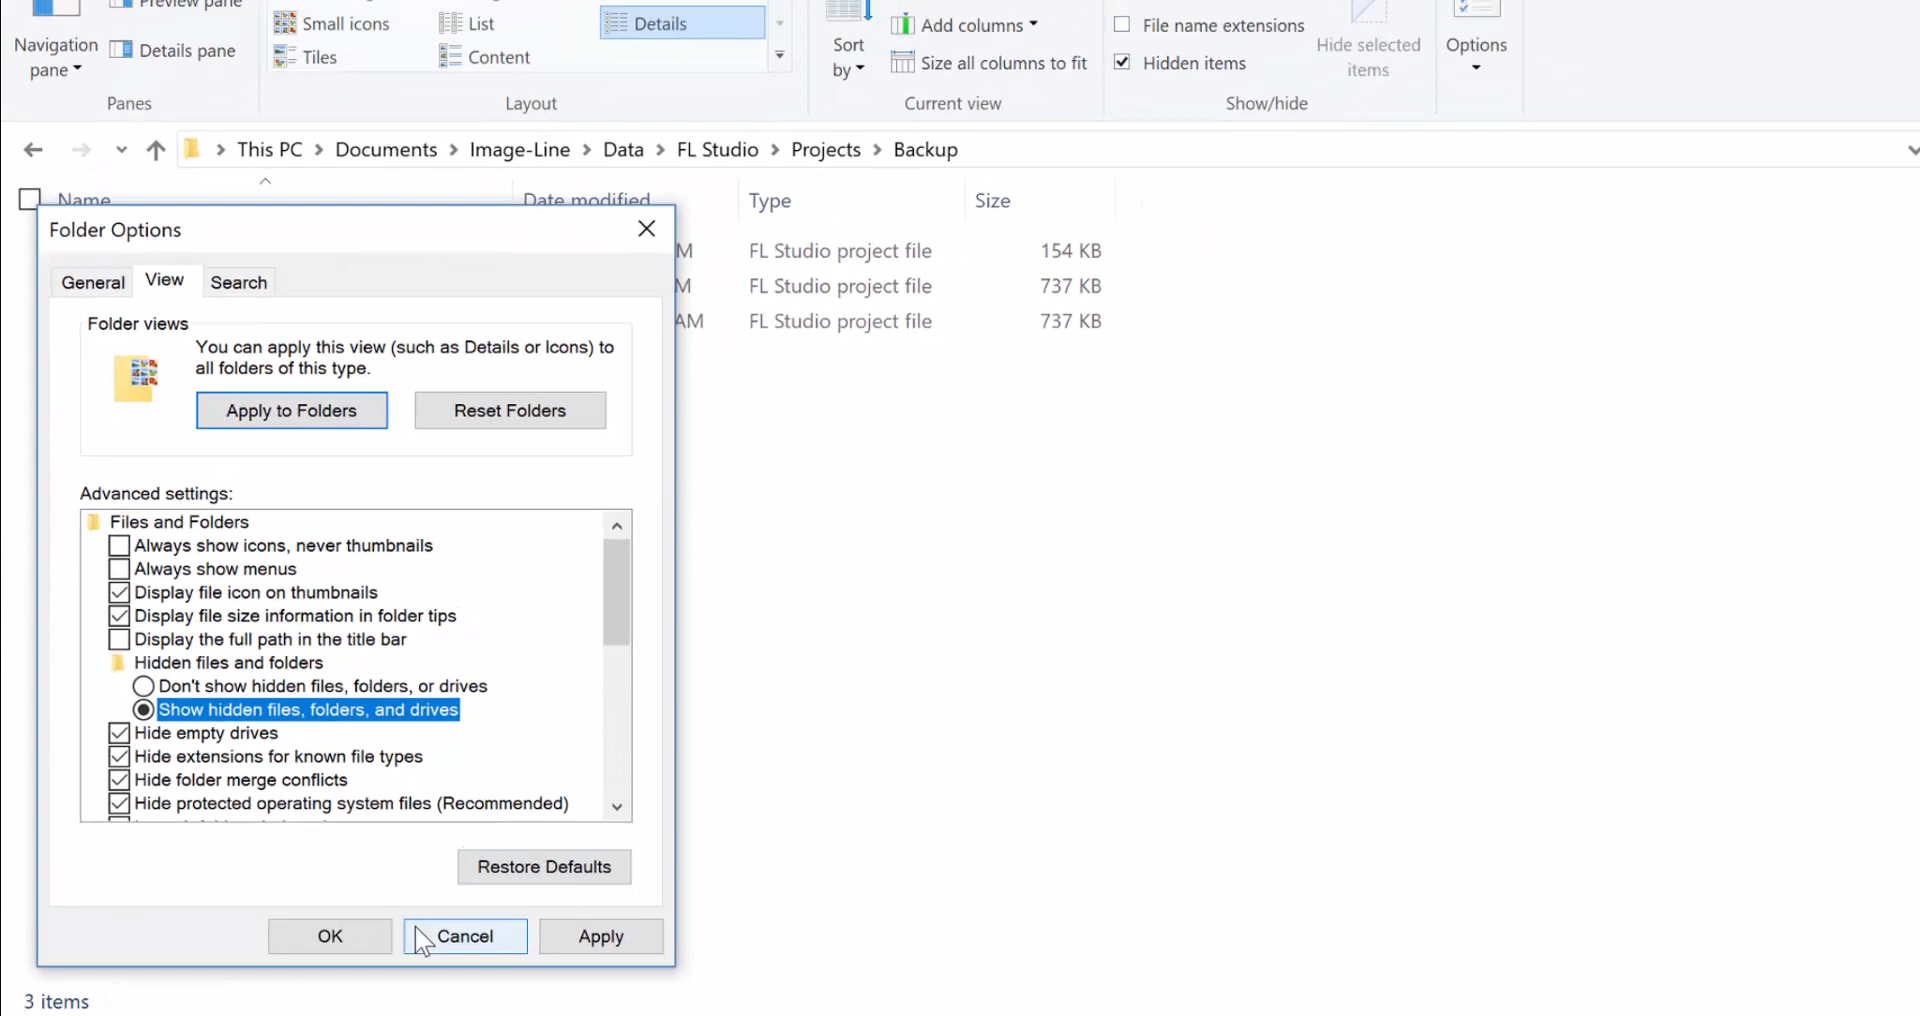 Preview pane
Navigation
pane
Details pane
Panes
Small icons
List
Details
Tiles
Content
Layout
Sort
by
Add columns
Size all columns to fit
Current view
File name extensions
Hidden items
Hide selected
items
Show/hide
Options
This PC > Documents > Image-Line > Data > FL Studio > Projects > Backup
Name Date modified Type Size
M FL Studio project file 154 KB
M FL Studio project file 737 KB
AM FL Studio project file 737 KB
Folder Options
General View Search
Folder views
You can apply this view (such as Details or Icons) to
all folders of this type.
Apply to Folders Reset Folders
Advanced settings:
Files and Folders
Always show icons, never thumbnails
Always show menus
Display file icon on thumbnails
Display file size information in folder tips
Display the full path in the title bar
Hidden files and folders
Don't show hidden files, folders, or drives
Show hidden files, folders, and drives
Hide empty drives
Hide extensions for known file types
Hide folder merge conflicts
Hide protected operating system files (Recommended)
Restore Defaults
OK Cancel Apply
3 items